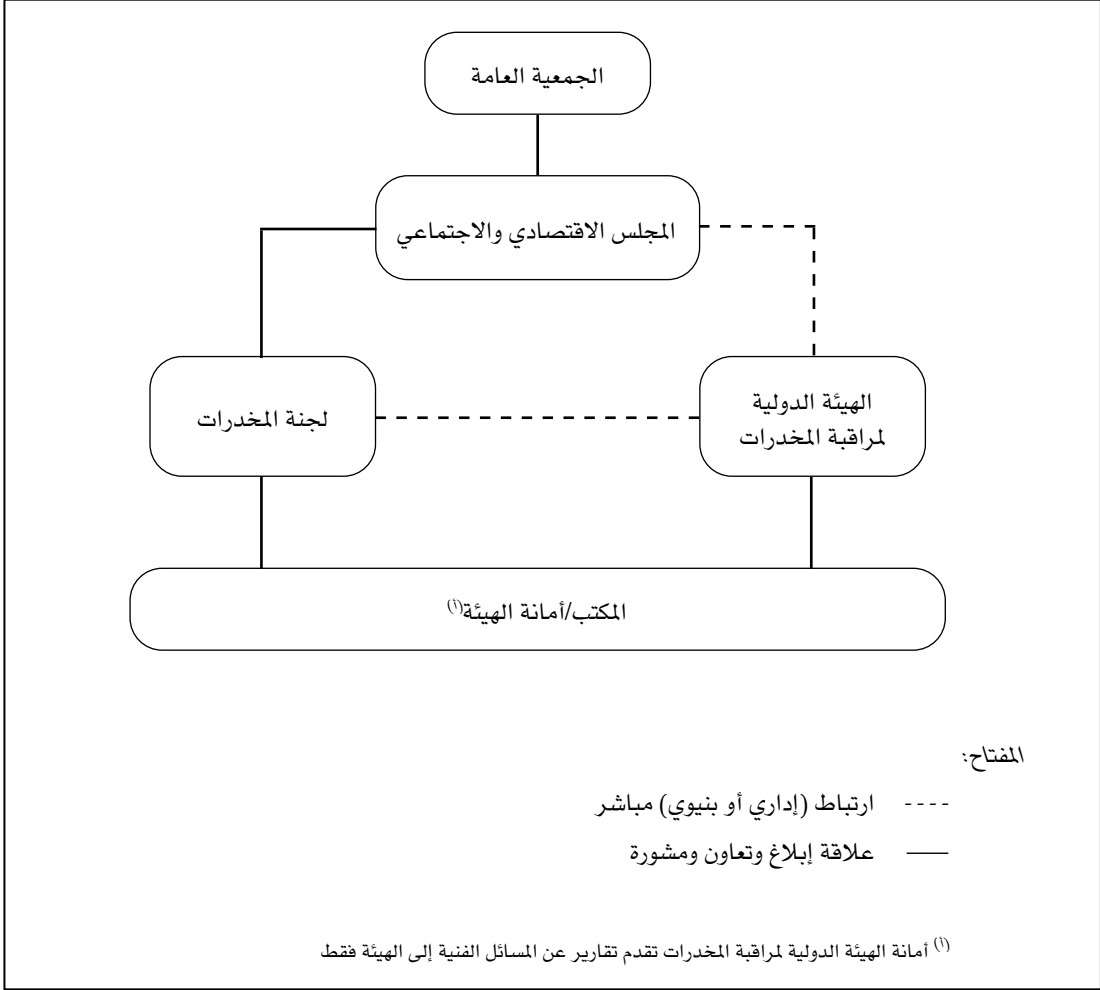 الجمعية العامة
المجلس الاقتصادي والاجتماعي
لجنة المخدرات
الهيئة الدولية
لمراقبة المخدرات
المكتب/أمانة الهيئة(أ)
المفتاح:
---- ارتباط (إداري أو بنيوي) مباشر
—— علاقة إبلاغ وتعاون ومشورة
(أ) أمانة الهيئة الدولية لمراقبة المخدرات تقدم تقارير عن المسائل الفنية إلى الهيئة فقط